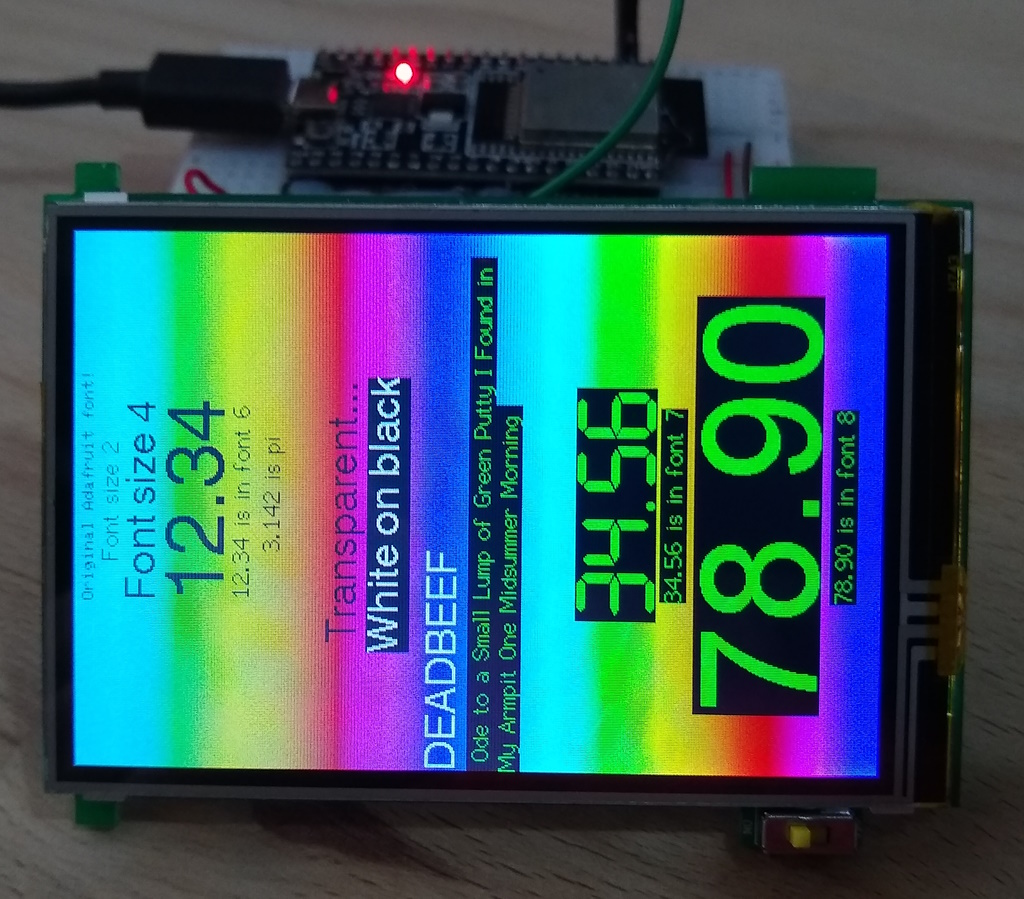 Original Adafruit font!
Font size 2
Font size 4
12.34
12.34 is in font 6
3.142 is pi
Transparent...
White on black
DEADBEEF
Ode to a Small Lump of Green Putty I Found in
My Armpit One Midsummer Morning
34.56
34.56 is in font 7
78.90
78.90 is in font 8